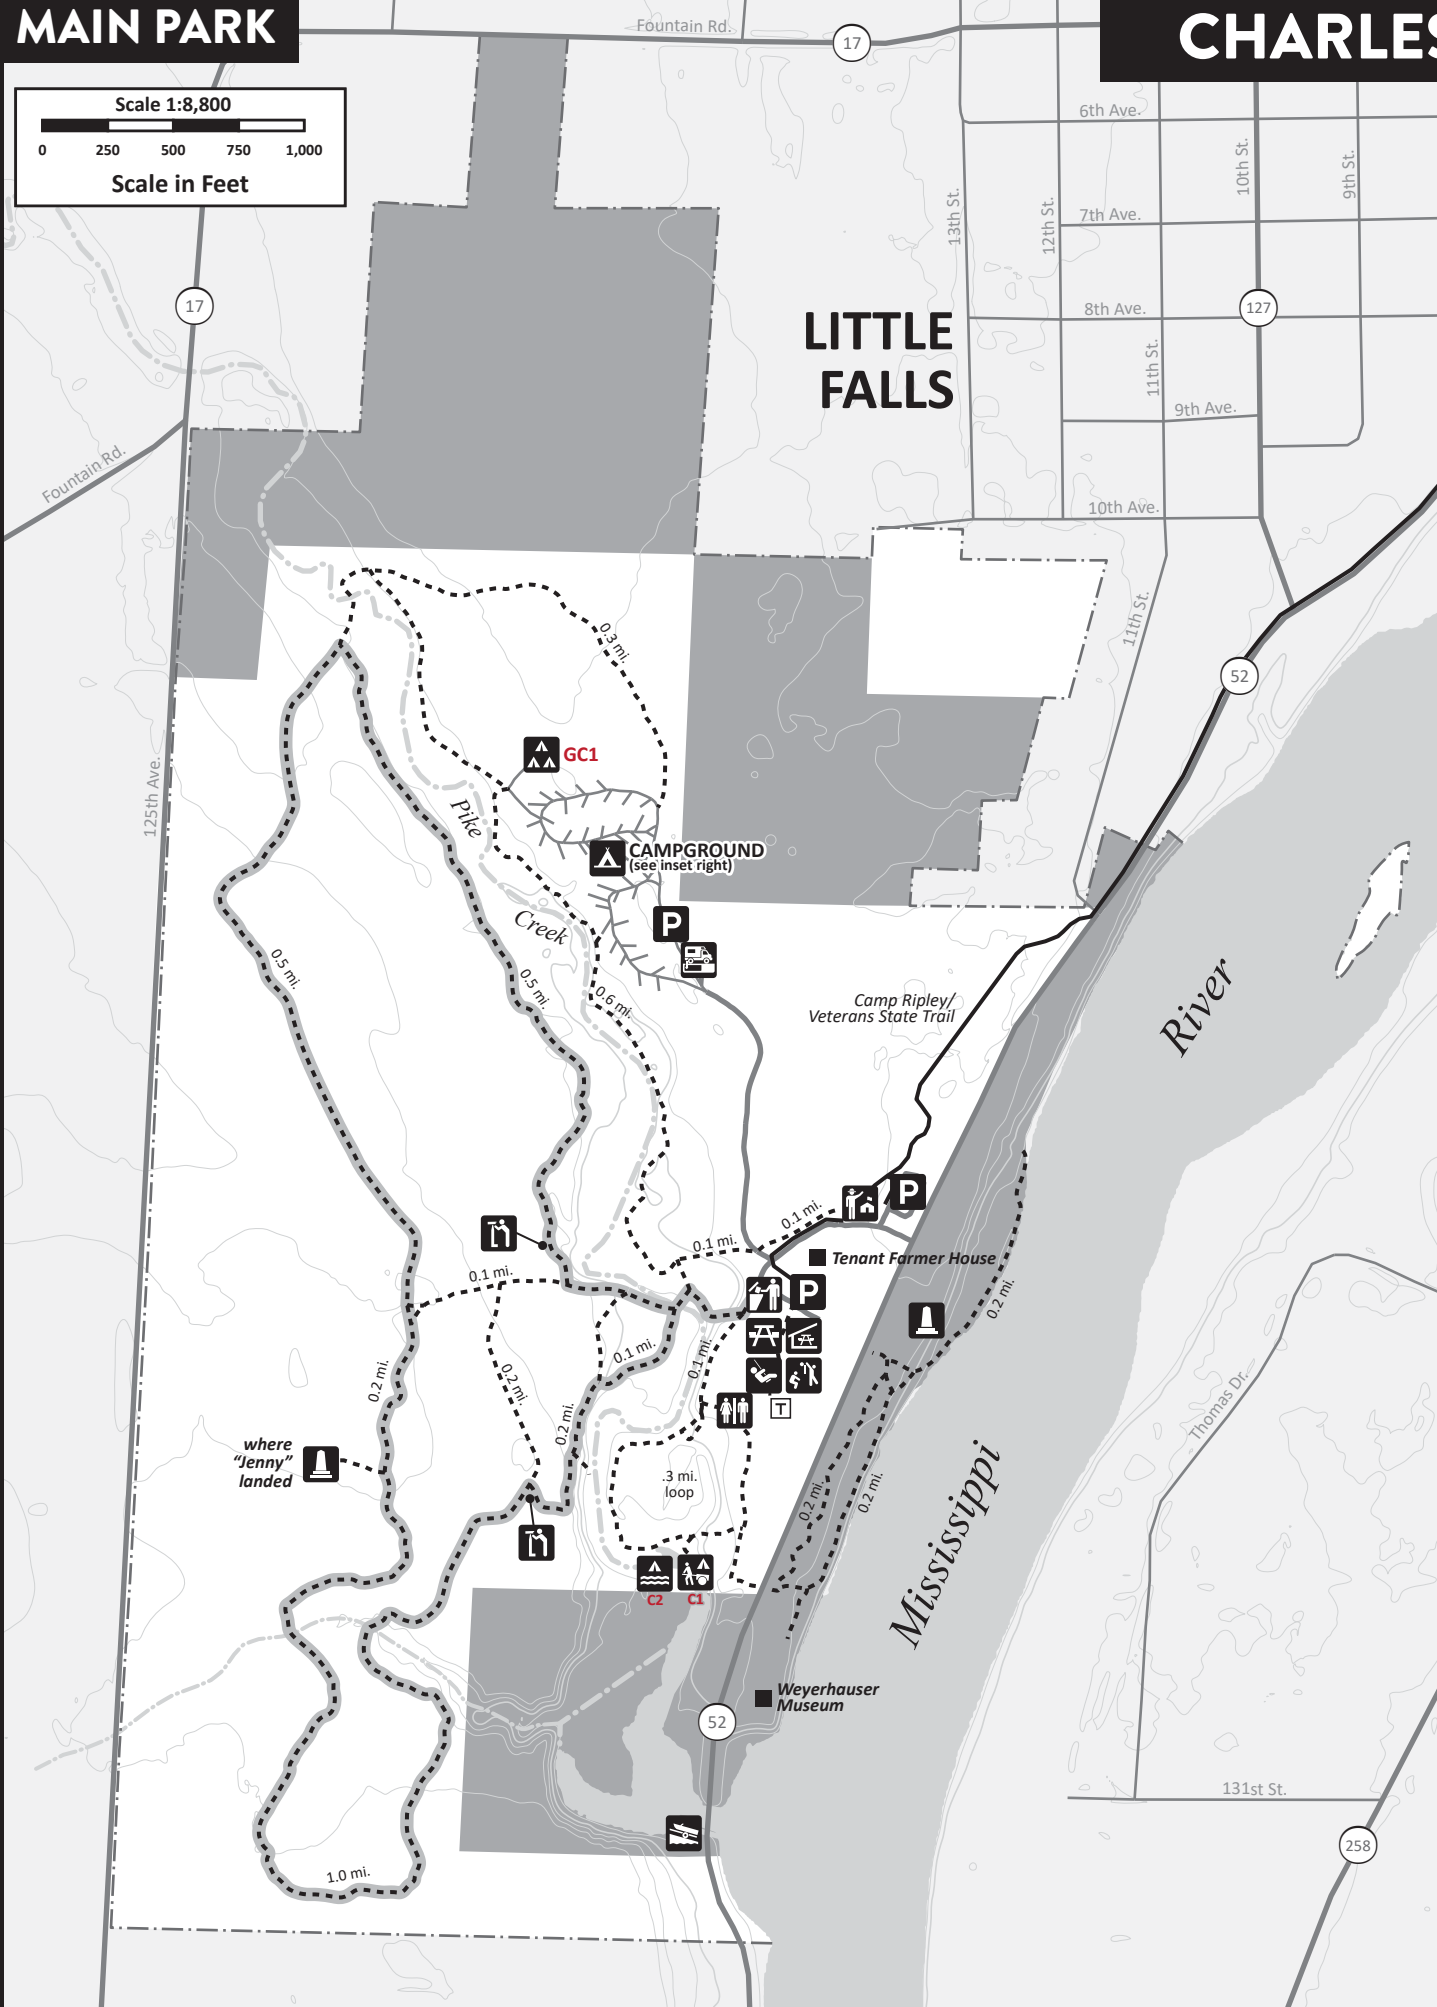 MAIN PARK
CHARLES
Fountain Rd.
17
Scale 1:8,800
0 250 500 750 1,000
Scale in Feet
6th Ave.
10th St.
9th St.
13th St.
12th St.
7th Ave.
17
LITTLE
FALLS
8th Ave.
127
11th St.
9th Ave.
Fountain Rd.
10th Ave.
11th St.
0.3 mi.
52
GC1
125th Ave.
Pike
CAMPGROUND
(see inset right)
P
Creek
0.5 mi.
0.5 mi.
0.6 mi.
Camp Ripley/
Veterans State Trail
River
P
0.1 mi.
0.1 mi.
Tenant Farmer House
0.1 mi.
P
0.2 mi.
0.1 mi.
0.1 mi.
0.2 mi.
0.2 mi.
0.2 mi.
T
Thomas Dr.
where
“Jenny”
landed
.3 mi.
loop
0.2 mi.
0.2 mi.
Mississippi
C2
C1
Weyerhauser
Museum
52
131st St.
258
1.0 mi.